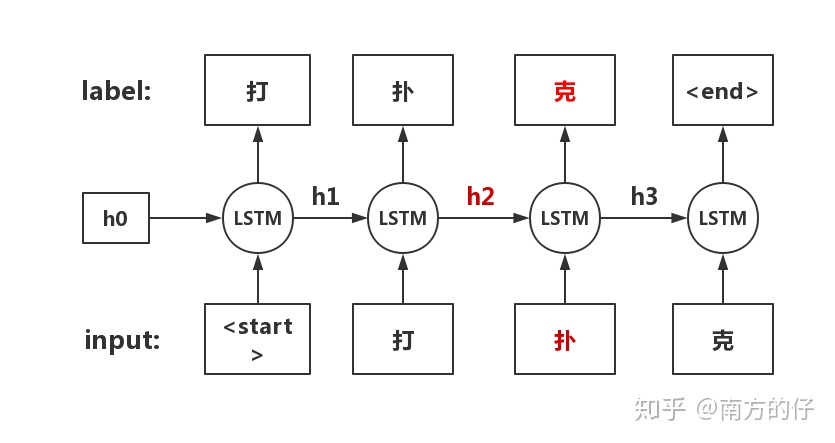 label: 打 扑 克 <end>
h1 h2 h3
h0 LSTM LSTM LSTM LSTM
input: <start
> 打 扑 克
知乎 @南方的仔